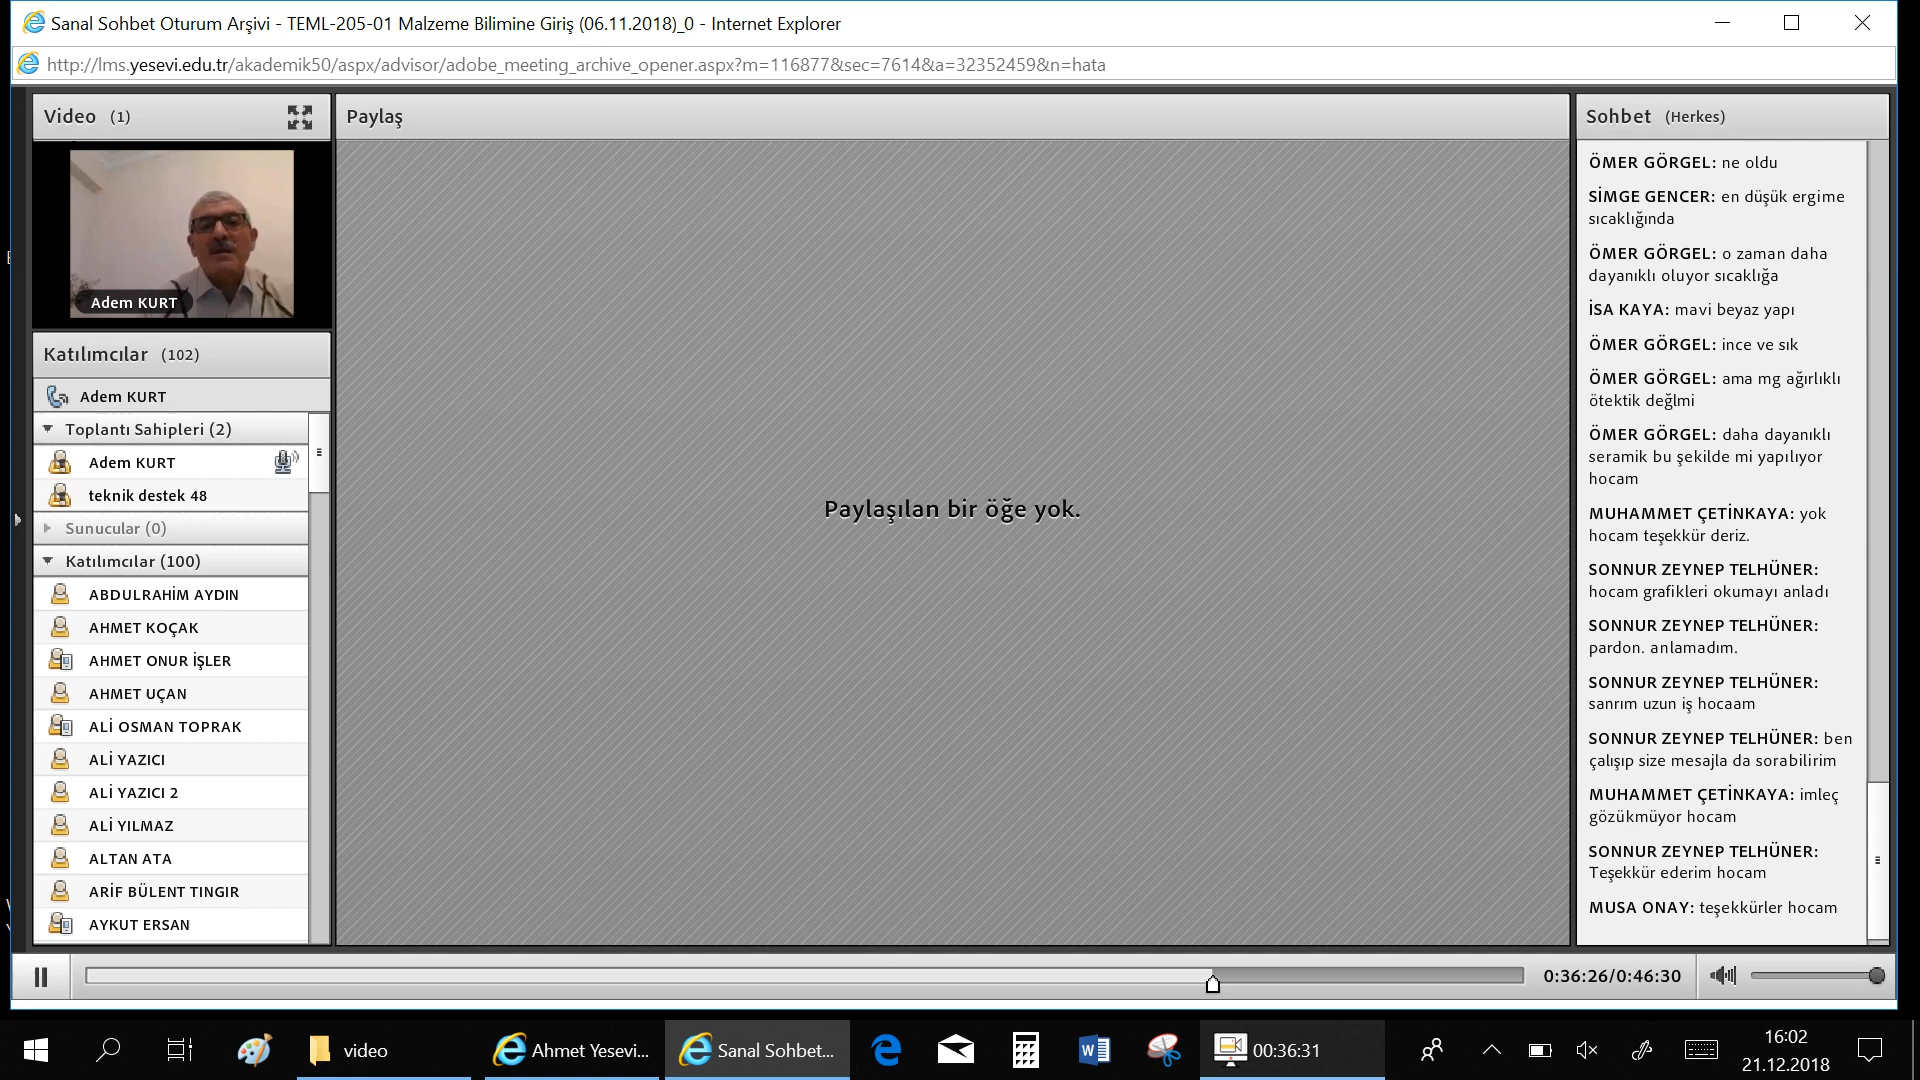 Sanal Sohbet Oturum Arşivi - TEML-205-01 Malzeme Bilimine Giriş (06.11.2018)_0 - Internet Explorer
http://lms.yesevi.edu.tr/akademik50/aspx/advisor/adobe_meeting_archive_opener.aspx?m=116877&sec=7614&a=32352459&n=hata
Video (1)
Adem KURT
Katılımcılar (102)
Adem KURT
Toplantı Sahipleri (2)
Adem KURT
teknik destek 48
Sunucular (0)
Katılımcılar (100)
ABDULRAHİM AYDIN
AHMET KOÇAK
AHMET ONUR İŞLER
AHMET UÇAN
ALİ OSMAN TOPRAK
ALİ YAZICI
ALİ YAZICI 2
ALİ YILMAZ
ALTAN ATA
ARİF BÜLENT TINGIR
AYKUT ERSAN
Paylaş
Paylaşılan bir öğe yok.
Sohbet (Herkes)
ÖMER GÖRGEL: ne oldu
SİMGE GENCER: en düşük ergime
sıcaklığında
ÖMER GÖRGEL: o zaman daha
dayanıklı oluyor sıcaklığa
İSA KAYA: mavi beyaz yapı
ÖMER GÖRGEL: ince ve sık
ÖMER GÖRGEL: ama mg ağırlıklı
ötektik değlmi
ÖMER GÖRGEL: daha dayanıklı
seramik bu şekilde mi yapılıyor
hocam
MUHAMMET ÇETİNKAYA: yok
hocam teşekkür deriz.
SONNUR ZEYNEP TELHÜNER:
hocam grafikleri okumayı anladı
SONNUR ZEYNEP TELHÜNER:
pardon. anlamadım.
SONNUR ZEYNEP TELHÜNER:
sanrım uzun iş hocaam
SONNUR ZEYNEP TELHÜNER: ben
çalışıp size mesajla da sorabilirim
MUHAMMET ÇETİNKAYA: imleç
gözükmüyor hocam
SONNUR ZEYNEP TELHÜNER:
Teşekkür ederim hocam
MUSA ONAY: teşekkürler hocam
0:36:26/0:46:30
video
Ahmet Yesevi...
Sanal Sohbet...
00:36:31
16:02
21.12.2018